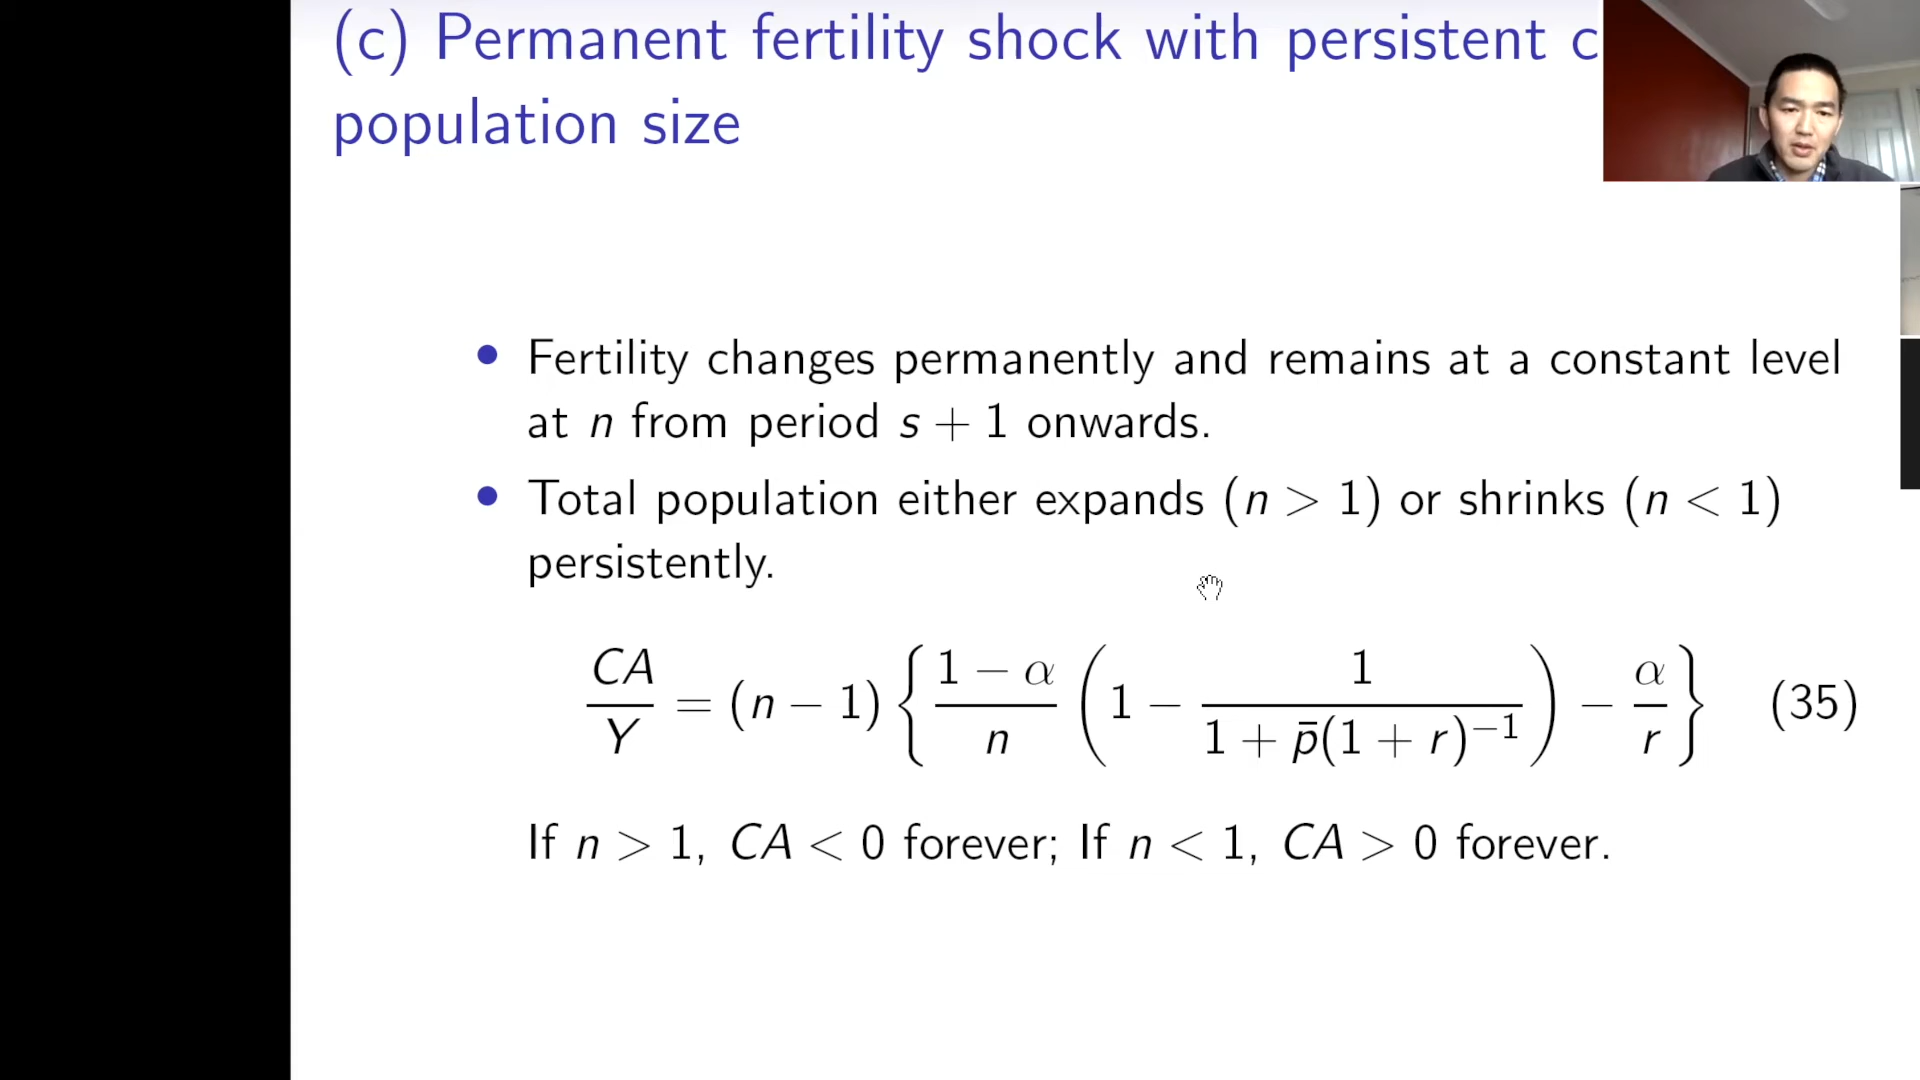 (c) Permanent fertility shock with persistent c
population size
• Fertility changes permanently and remains at a constant level
at n from period s + 1 onwards.
• Total population either expands (n > 1) or shrinks (n < 1)
persistently.
CA/Y = (n − 1) { (1 − α)/n ( 1 − 1/(1 + p̄(1 + r)⁻¹) ) − α/r } (35)
If n > 1, CA < 0 forever; If n < 1, CA > 0 forever.